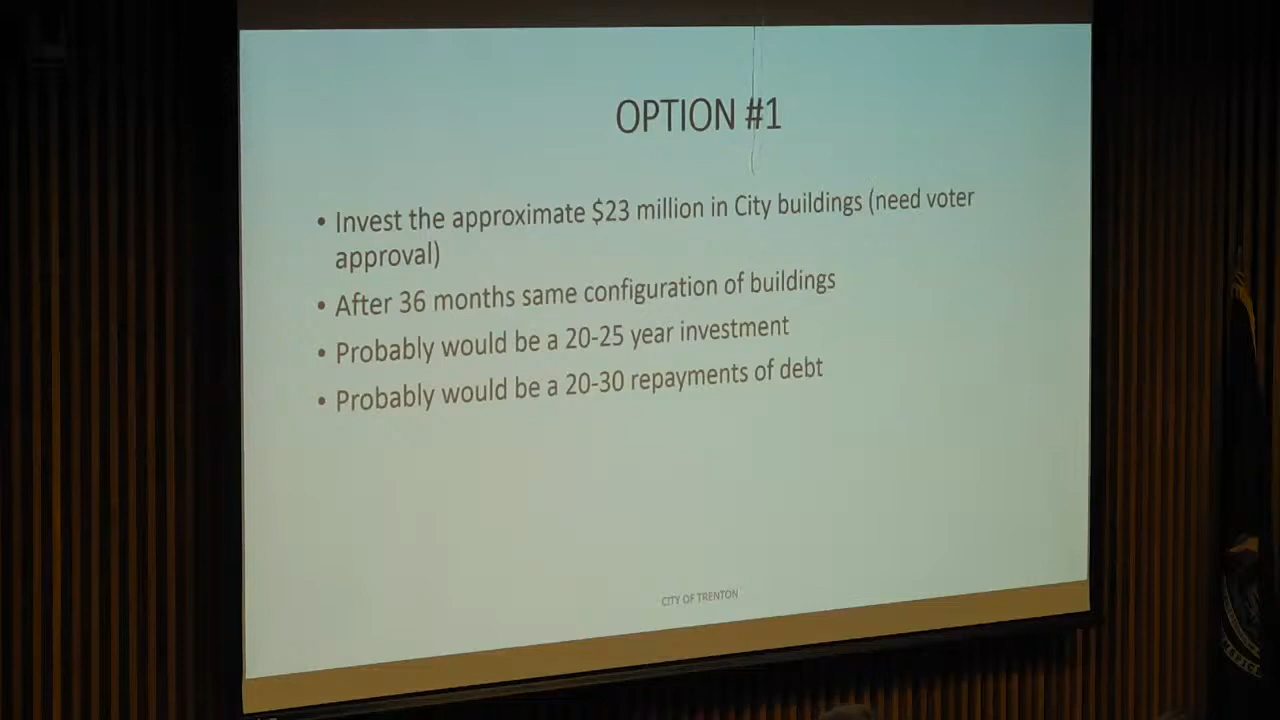 OPTION #1
• Invest the approximate $23 million in City buildings (need voter
approval)
• After 36 months same configuration of buildings
• Probably would be a 20-25 year investment
• Probably would be a 20-30 repayments of debt
CITY OF TRENTON